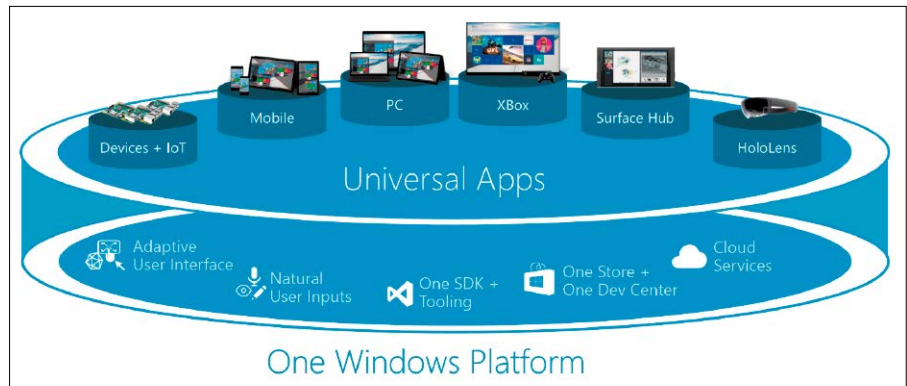 Devices + IoT
Mobile
PC
XBox
Surface Hub
HoloLens
Universal Apps
Adaptive
User Interface
Natural
User Inputs
One SDK +
Tooling
One Store +
One Dev Center
Cloud
Services
One Windows Platform